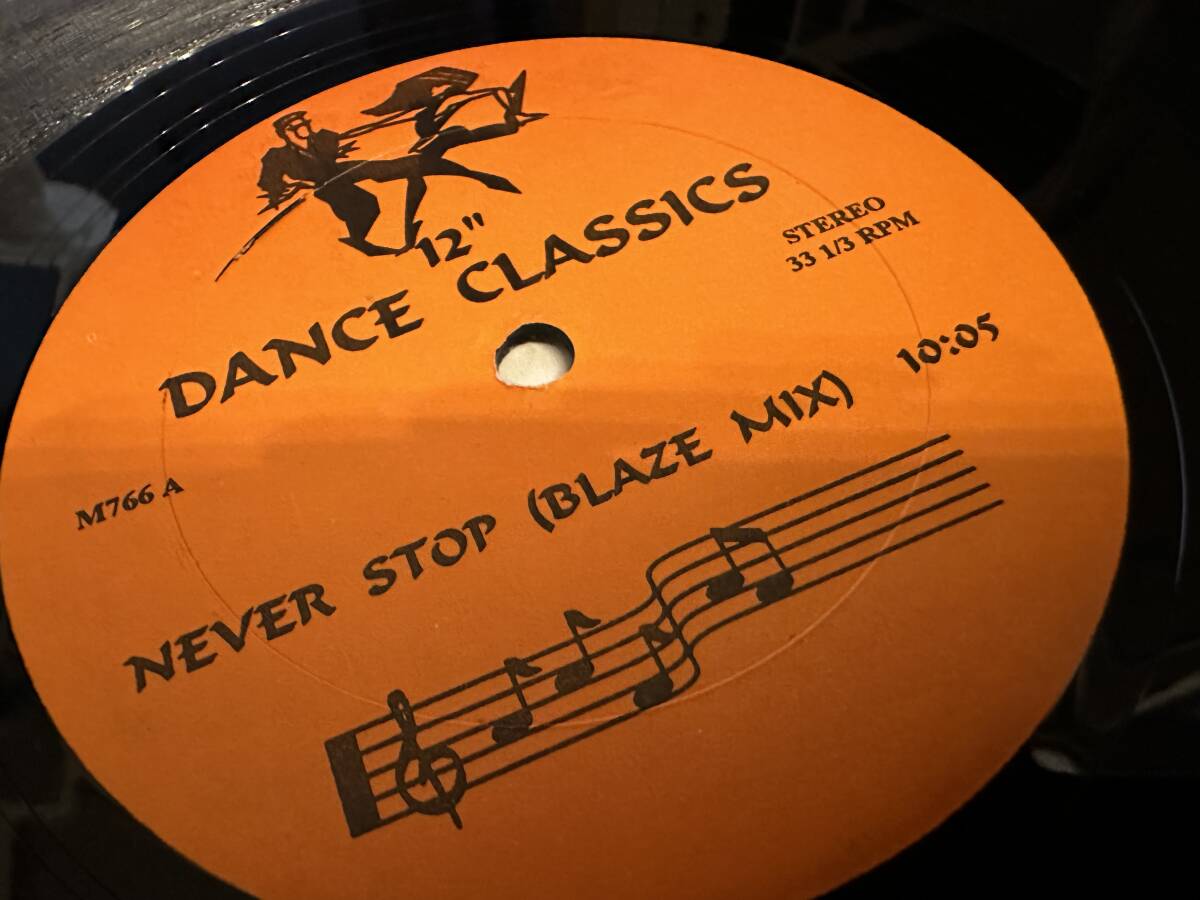 12"
DANCE CLASSICS
STEREO
33 1/3 RPM
M766 A
NEVER STOP (BLAZE MIX) 10:05